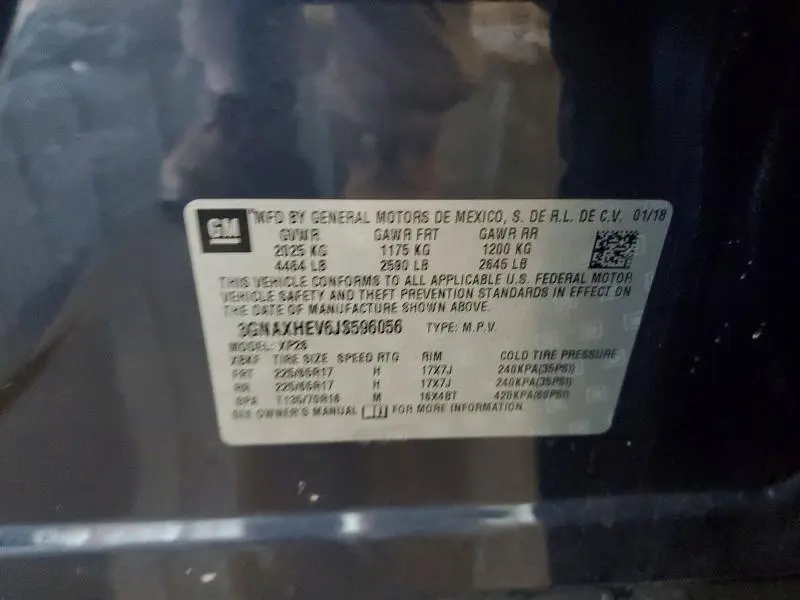 GM
MFD BY GENERAL MOTORS DE MEXICO, S. DE R.L. DE C.V. 01/18
GVWR GAWR FRT GAWR RR
2025 KG 1175 KG 1200 KG
4464 LB 2590 LB 2645 LB
THIS VEHICLE CONFORMS TO ALL APPLICABLE U.S. FEDERAL MOTOR
VEHICLE SAFETY AND THEFT PREVENTION STANDARDS IN EFFECT ON
THE DATE OF MANUFACTURE SHOWN ABOVE.
3GNAXHEV6JS596056 TYPE: M.P.V.
MODEL: XP26
TIRE SIZE SPEED RTG RIM COLD TIRE PRESSURE
FRT 225/65R17 H 17X7J 240KPA(35PSI)
RR 225/65R17 H 17X7J 240KPA(35PSI)
SPA T135/70R16 M 16X4BT 420KPA(60PSI)
SEE OWNER'S MANUAL FOR MORE INFORMATION